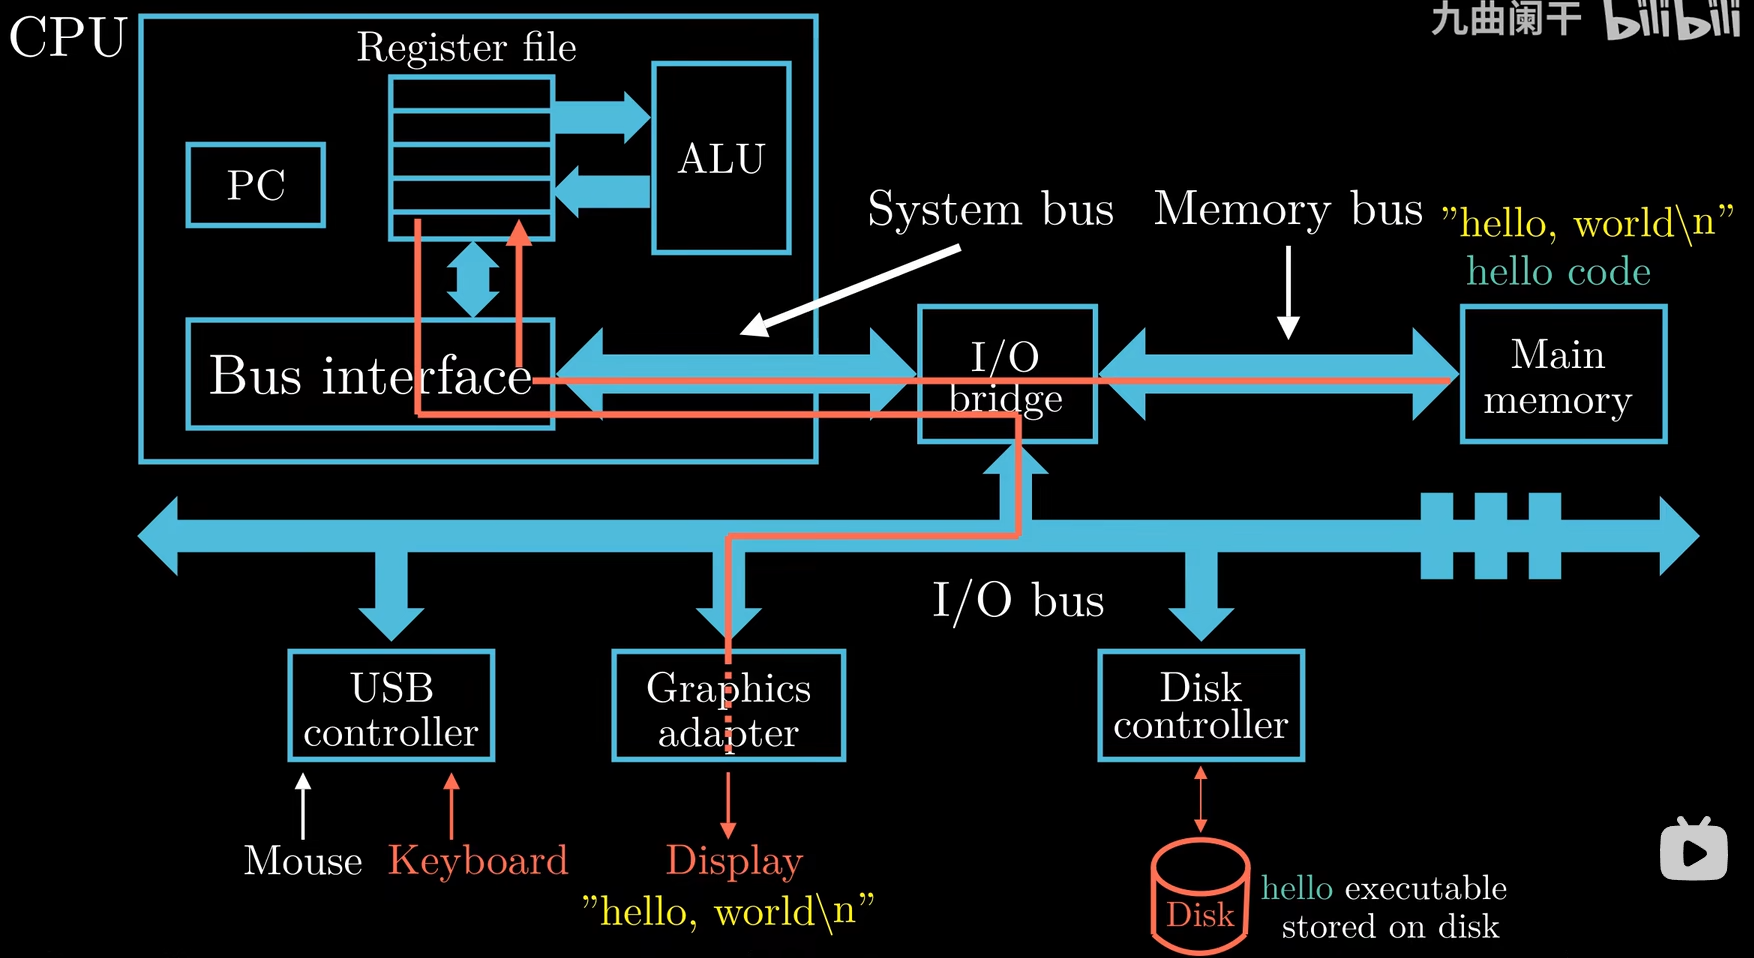 CPU
九曲阑干 bilibili
Register file
PC
ALU
System bus
Memory bus
"hello, world\n"
hello code
Bus interface
I/O
bridge
Main
memory
I/O bus
USB
controller
Graphics
adapter
Disk
controller
Mouse
Keyboard
Display
"hello, world\n"
Disk
hello executable
stored on disk